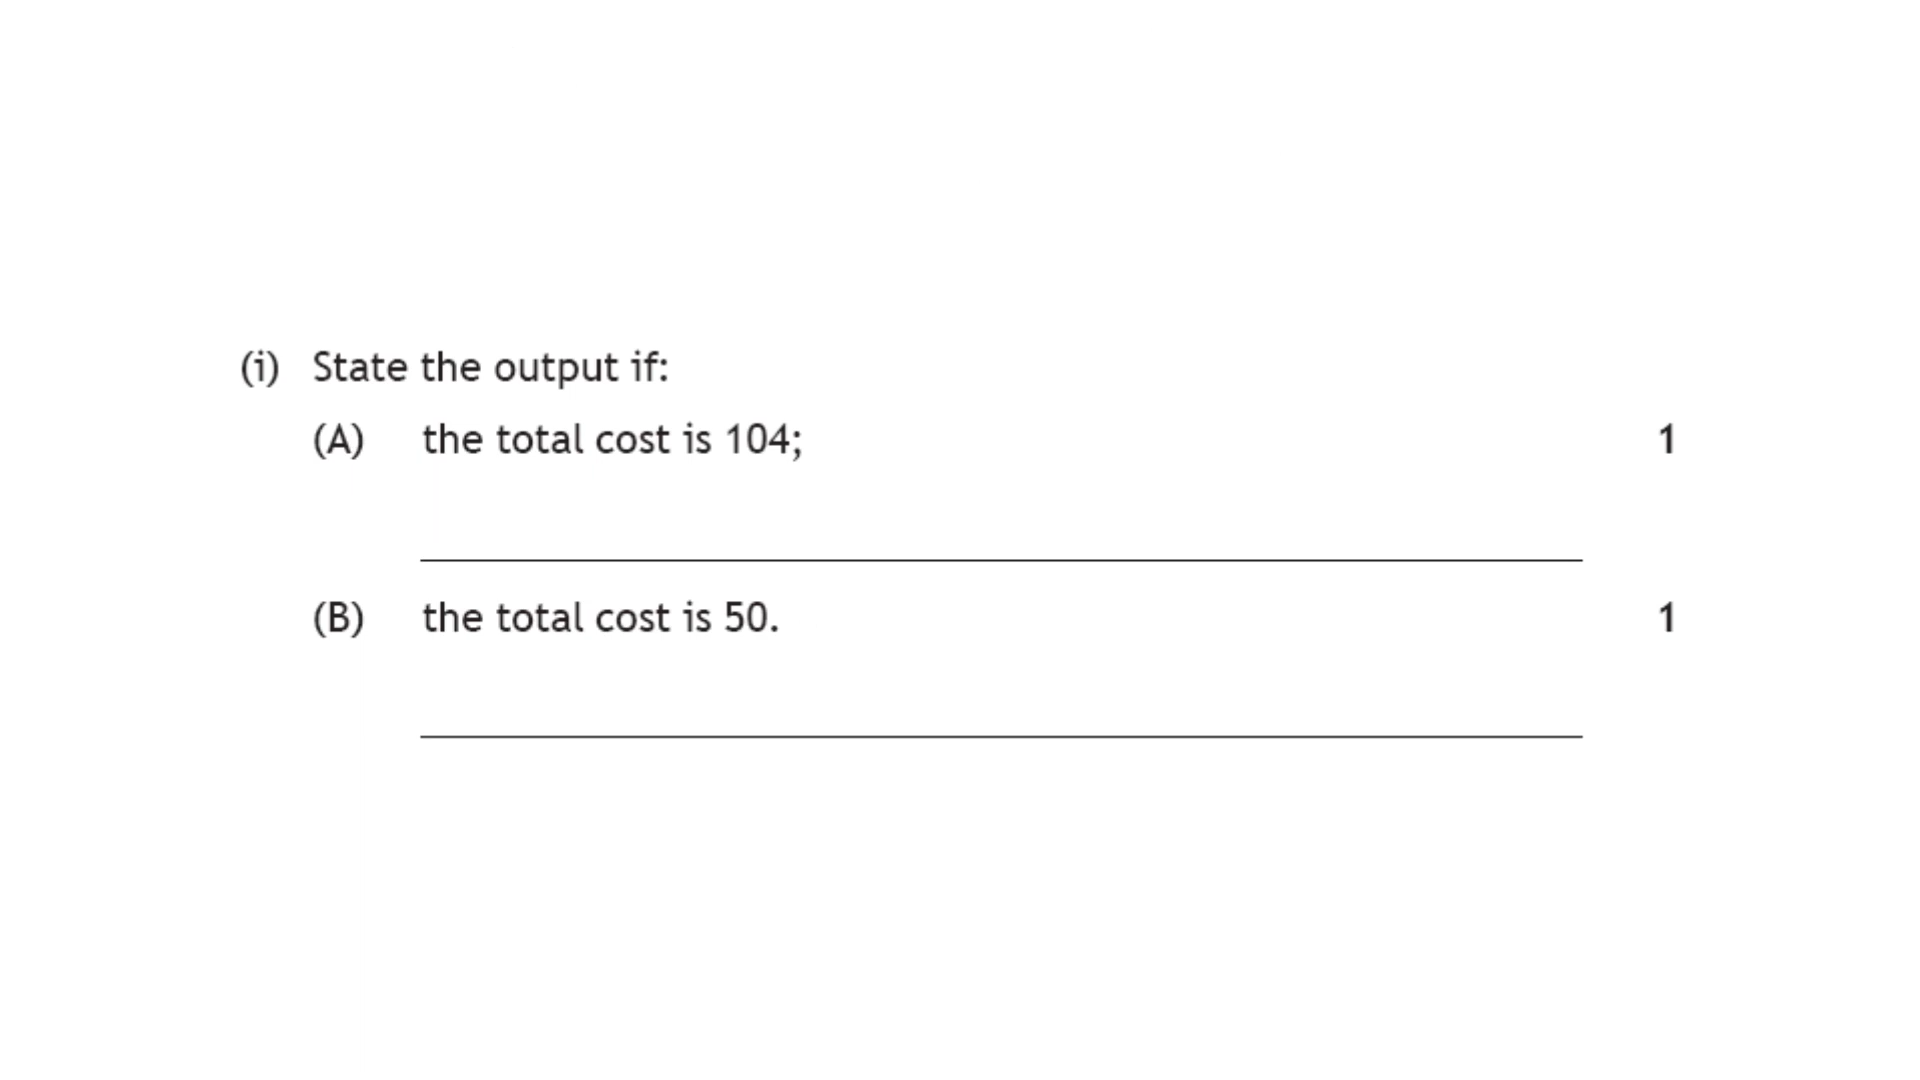 (i) State the output if:
(A) the total cost is 104; 1
(B) the total cost is 50. 1